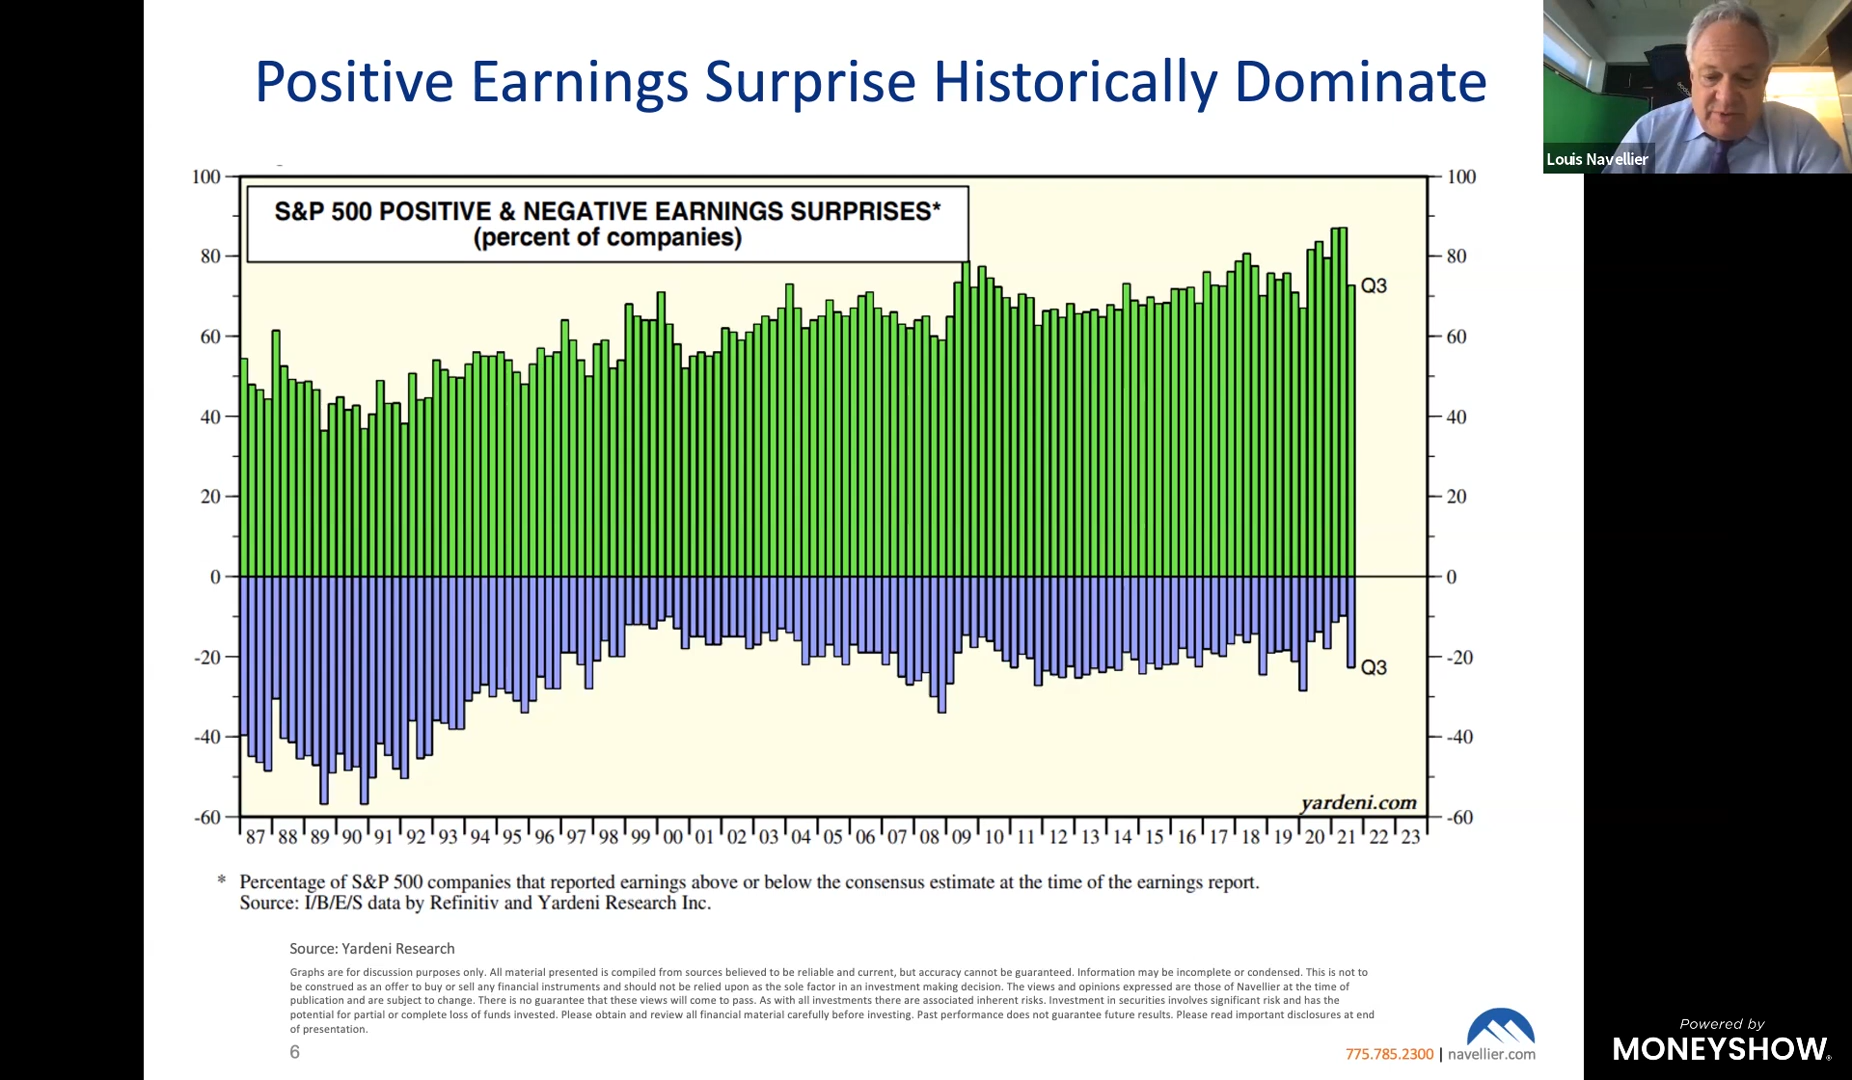 Positive Earnings Surprise Historically Dominate
Louis Navellier
S&P 500 POSITIVE & NEGATIVE EARNINGS SURPRISES*
(percent of companies)
100
80
60
40
20
0
-20
-40
-60
100
80
60
40
20
0
-20
-40
-60
Q3
Q3
yardeni.com
87 88 89 90 91 92 93 94 95 96 97 98 99 00 01 02 03 04 05 06 07 08 09 10 11 12 13 14 15 16 17 18 19 20 21 22 23
* Percentage of S&P 500 companies that reported earnings above or below the consensus estimate at the time of the earnings report.
Source: I/B/E/S data by Refinitiv and Yardeni Research Inc.
Source: Yardeni Research
Graphs are for discussion purposes only. All material presented is compiled from sources believed to be reliable and current, but accuracy cannot be guaranteed. Information may be incomplete or condensed. This is not to
be construed as an offer to buy or sell any financial instruments and should not be relied upon as the sole factor in an investment making decision. The views and opinions expressed are those of Navellier at the time of
publication and are subject to change. There is no guarantee that these views will come to pass. As with all investments there are associated inherent risks. Investment in securities involves significant risk and has the
potential for partial or complete loss of funds invested. Please obtain and review all financial material carefully before investing. Past performance does not guarantee future results. Please read important disclosures at end
of presentation.
6
775.785.2300 | navellier.com
Powered by
MONEYSHOW.